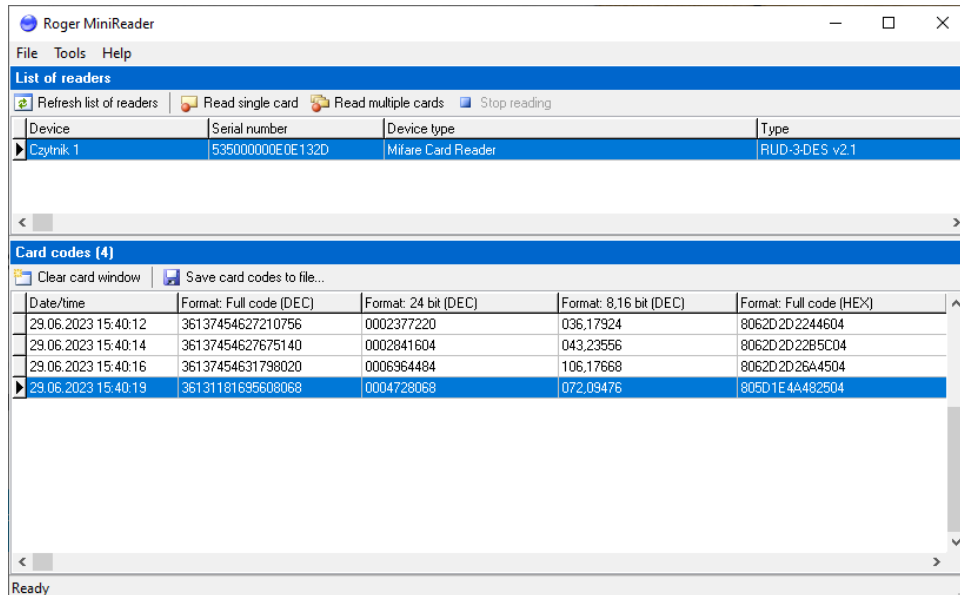 Roger MiniReader
File Tools Help
List of readers
Refresh list of readers Read single card Read multiple cards Stop reading
Device Serial number Device type Type
Czytnik 1 535000000E0E132D Mifare Card Reader RUD-3-DES v2.1
Card codes (4)
Clear card window Save card codes to file...
Date/time Format: Full code (DEC) Format: 24 bit (DEC) Format: 8,16 bit (DEC) Format: Full code (HEX)
29.06.2023 15:40:12 36137454627210756 0002377220 036,17924 8062D2D2244604
29.06.2023 15:40:14 36137454627675140 0002841604 043,23556 8062D2D22B5C04
29.06.2023 15:40:16 36137454631798020 0006964484 106,17668 8062D2D26A4504
29.06.2023 15:40:19 36131181695608068 0004728068 072,09476 805D1E4A482504
Ready